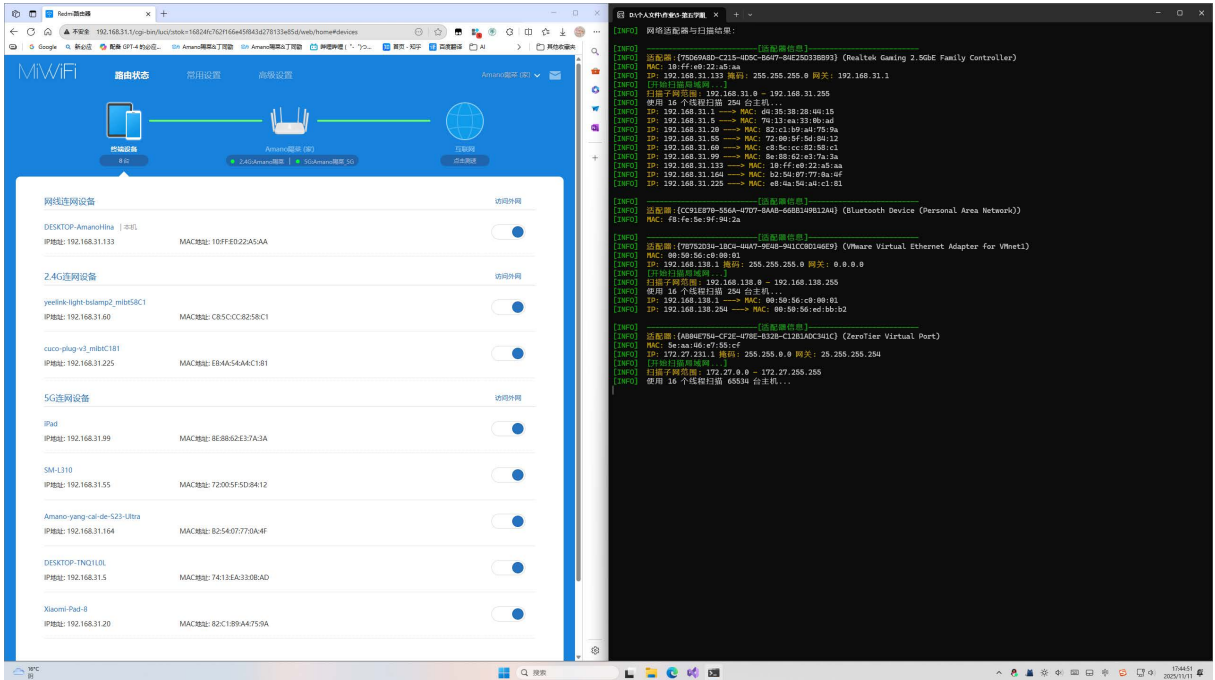 Redmi路由器
不安全 192.168.31.1/cgi-bin/luci/;stok=16824fc762f166e45f843d278133e85d/web/home#devices
Google 新必应
百度翻译 AI 其他收藏夹
MiWiFi 路由状态 常用设置 高级设置
终端设备 互联网
8台 点击测速
网线连网设备 访问外网
DESKTOP-AmanoHina | 本机
IP地址: 192.168.31.133 MAC地址: 10:FF:E0:22:A5:AA
2.4G连网设备 访问外网
yeelink-light-bslamp2_mibt58C1
IP地址: 192.168.31.60 MAC地址: C8:5C:CC:82:58:C1
cuco-plug-v3_mibtC181
IP地址: 192.168.31.225 MAC地址: E8:4A:54:A4:C1:81
5G连网设备 访问外网
iPad
IP地址: 192.168.31.99 MAC地址: 8E:88:62:E3:7A:3A
SM-L310
IP地址: 192.168.31.55 MAC地址: 72:00:5F:5D:84:12
Amano-yang-cai-de-S23-Ultra
IP地址: 192.168.31.164 MAC地址: B2:54:07:77:0A:4F
DESKTOP-TNQ1L0L
IP地址: 192.168.31.5 MAC地址: 74:13:EA:33:0B:AD
Xiaomi-Pad-8
IP地址: 192.168.31.20 MAC地址: 82:C1:B9:A4:75:9A
[INFO] 网络适配器与扫描结果:
[INFO] ————[适配器信息]————
[INFO] 适配器:{75D69A8D-C215-4D5C-B647-84E25D33BB93} (Realtek Gaming 2.5GbE Family Controller)
[INFO] MAC: 10:ff:e0:22:a5:aa
[INFO] IP: 192.168.31.133 掩码: 255.255.255.0 网关: 192.168.31.1
[INFO] [开始扫描局域网...]
[INFO] 扫描子网范围: 192.168.31.0 - 192.168.31.255
[INFO] 使用 16 个线程扫描 254 台主机...
[INFO] IP: 192.168.31.1 ---> MAC: d4:35:38:28:44:15
[INFO] IP: 192.168.31.5 ---> MAC: 74:13:ea:33:0b:ad
[INFO] IP: 192.168.31.20 ---> MAC: 82:c1:b9:a4:75:9a
[INFO] IP: 192.168.31.55 ---> MAC: 72:00:5f:5d:84:12
[INFO] IP: 192.168.31.60 ---> MAC: c8:5c:cc:82:58:c1
[INFO] IP: 192.168.31.99 ---> MAC: 8e:88:62:e3:7a:3a
[INFO] IP: 192.168.31.133 ---> MAC: 10:ff:e0:22:a5:aa
[INFO] IP: 192.168.31.164 ---> MAC: b2:54:07:77:0a:4f
[INFO] IP: 192.168.31.225 ---> MAC: e8:4a:54:a4:c1:81
[INFO] ————[适配器信息]————
[INFO] 适配器:{CC91E870-556A-47D7-8AAB-66BB149B12A4} (Bluetooth Device (Personal Area Network))
[INFO] MAC: f8:fe:5e:9f:94:2a
[INFO] ————[适配器信息]————
[INFO] 适配器:{7B752D34-1BC4-44A7-9E48-941CC0D146E9} (VMware Virtual Ethernet Adapter for VMnet1)
[INFO] MAC: 00:50:56:c0:00:01
[INFO] IP: 192.168.138.1 掩码: 255.255.255.0 网关: 0.0.0.0
[INFO] [开始扫描局域网...]
[INFO] 扫描子网范围: 192.168.138.0 - 192.168.138.255
[INFO] 使用 16 个线程扫描 254 台主机...
[INFO] IP: 192.168.138.1 ---> MAC: 00:50:56:c0:00:01
[INFO] IP: 192.168.138.254 ---> MAC: 00:50:56:ed:bb:b2
[INFO] ————[适配器信息]————
[INFO] 适配器:{A804E754-CF2E-478E-B32B-C12B1ADC341C} (ZeroTier Virtual Port)
[INFO] MAC: 5e:aa:46:e7:55:cf
[INFO] IP: 172.27.231.1 掩码: 255.255.0.0 网关: 25.255.255.254
[INFO] [开始扫描局域网...]
[INFO] 扫描子网范围: 172.27.0.0 - 172.27.255.255
[INFO] 使用 16 个线程扫描 65534 台主机...
16°C
阴
搜索
17:44:51
2025/11/11